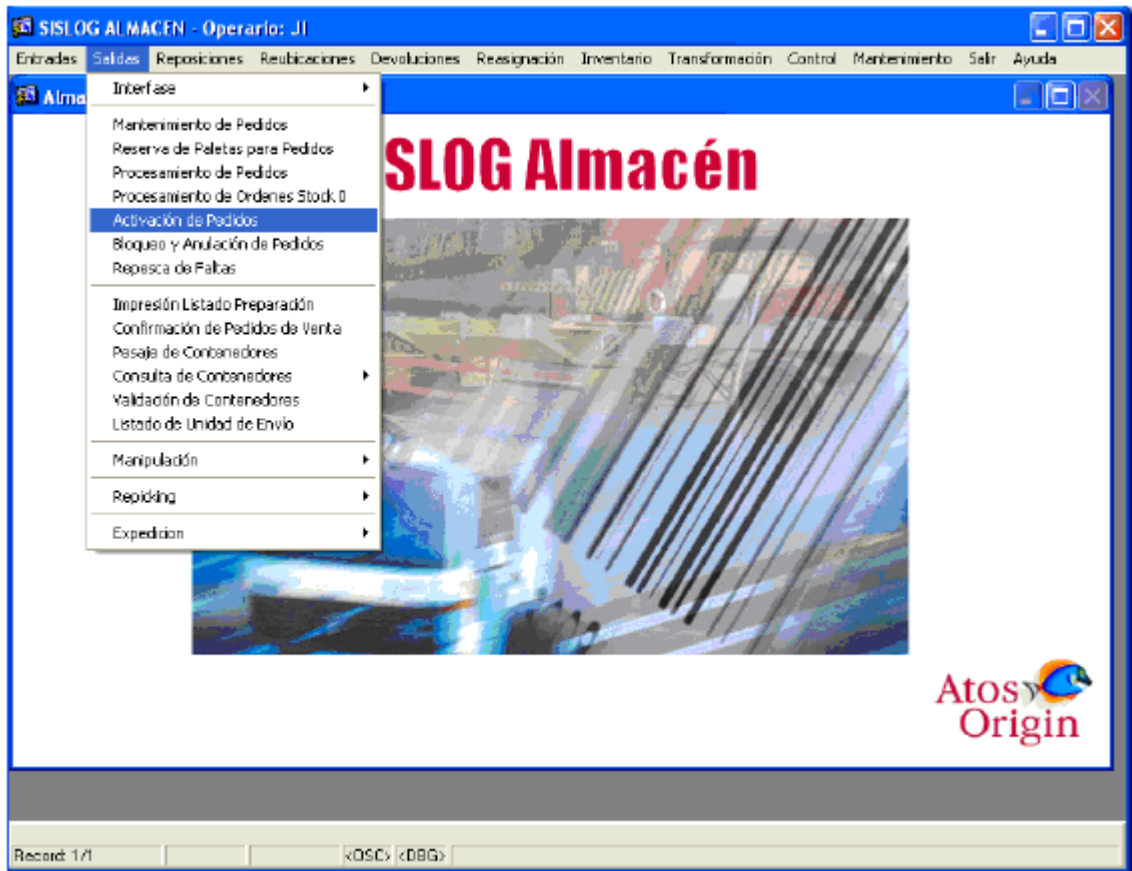 SISLOG ALMACEN - Operario: JI
Entradas Salidas Reposiciones Reubicaciones Devoluciones Reasignación Inventario Transformación Control Mantenimiento Salir Ayuda
Alma
Interfase
Mantenimiento de Pedidos
Reserva de Paletas para Pedidos
Procesamiento de Pedidos
Procesamiento de Ordenes Stock 0
Activación de Pedidos
Bloqueo y Anulación de Pedidos
Repesca de Faltas
Impresión Listado Preparación
Confirmación de Pedidos de Venta
Pesaje de Contenedores
Consulta de Contenedores
Validación de Contenedores
Listado de Unidad de Envío
Manipulación
Repicking
Expedicion
SLOG Almacén
Atos
Origin
Record: 1/1 <OSC> <DBG>